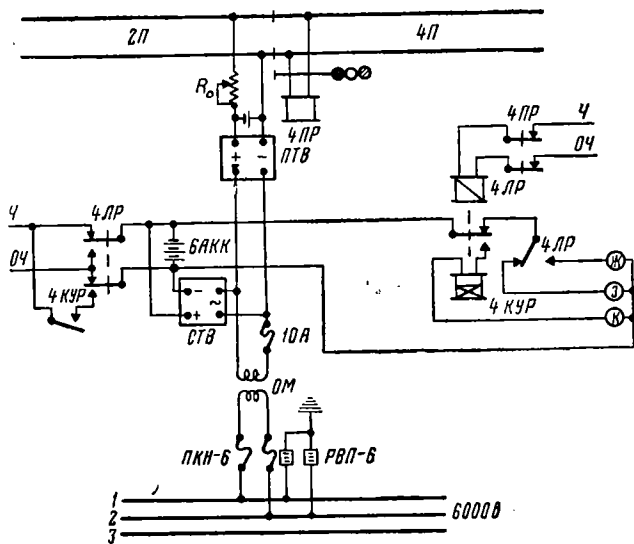 2П
4П
R₀
4ПР
+ −
ПТВ
4ПР
Ч
ОЧ
4ЛР
Ч
4ЛР
ОЧ
6АКК
4КУР
− ~
+
СТВ
10А
4ЛР
4КУР
Ж
З
К
ОМ
ПКН-6
РВП-6
1
2
3
6000В